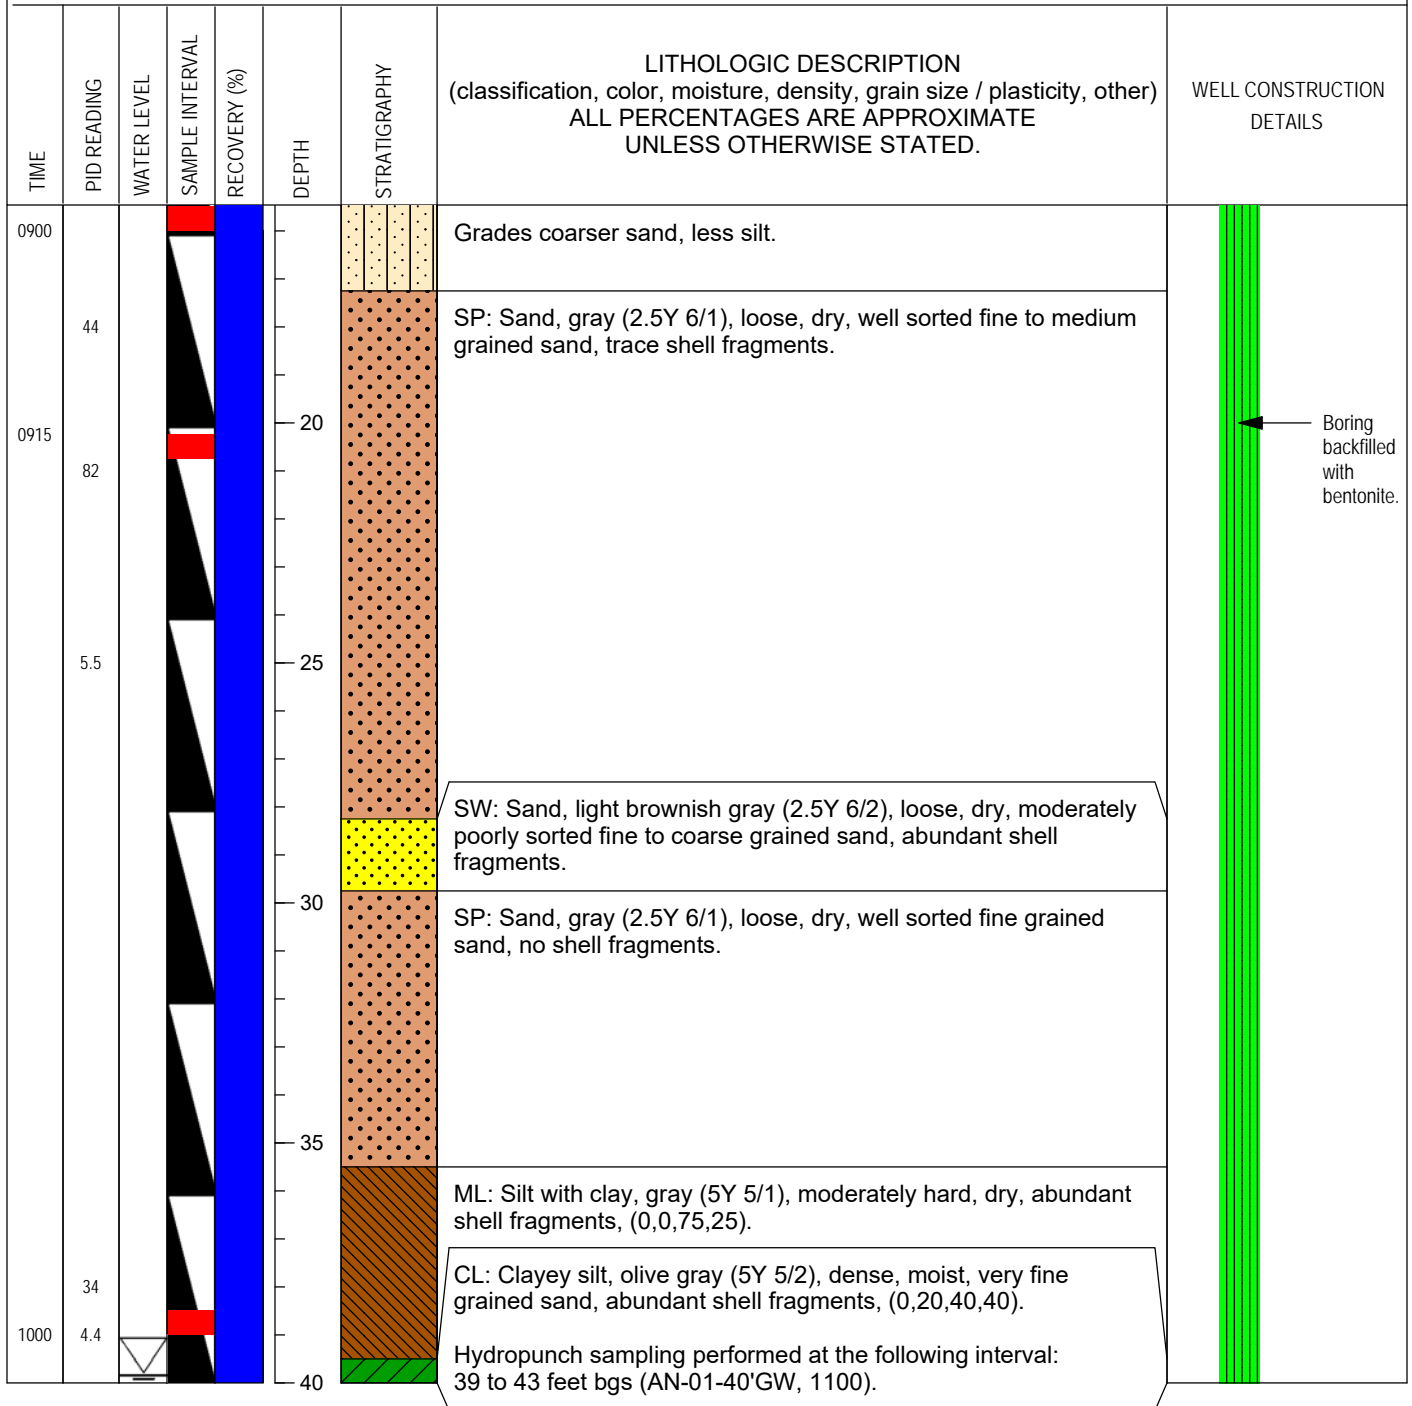 TIME
PID READING
WATER LEVEL
SAMPLE INTERVAL
RECOVERY (%)
DEPTH
STRATIGRAPHY
LITHOLOGIC DESCRIPTION
(classification, color, moisture, density, grain size / plasticity, other)
ALL PERCENTAGES ARE APPROXIMATE
UNLESS OTHERWISE STATED.
WELL CONSTRUCTION
DETAILS
0900
Grades coarser sand, less silt.
44
SP: Sand, gray (2.5Y 6/1), loose, dry, well sorted fine to medium
grained sand, trace shell fragments.
0915
20
Boring
backfilled
with
bentonite.
82
5.5
25
SW: Sand, light brownish gray (2.5Y 6/2), loose, dry, moderately
poorly sorted fine to coarse grained sand, abundant shell
fragments.
30
SP: Sand, gray (2.5Y 6/1), loose, dry, well sorted fine grained
sand, no shell fragments.
35
ML: Silt with clay, gray (5Y 5/1), moderately hard, dry, abundant
shell fragments, (0,0,75,25).
34
CL: Clayey silt, olive gray (5Y 5/2), dense, moist, very fine
grained sand, abundant shell fragments, (0,20,40,40).
1000
4.4
Hydropunch sampling performed at the following interval:
39 to 43 feet bgs (AN-01-40'GW, 1100).
40